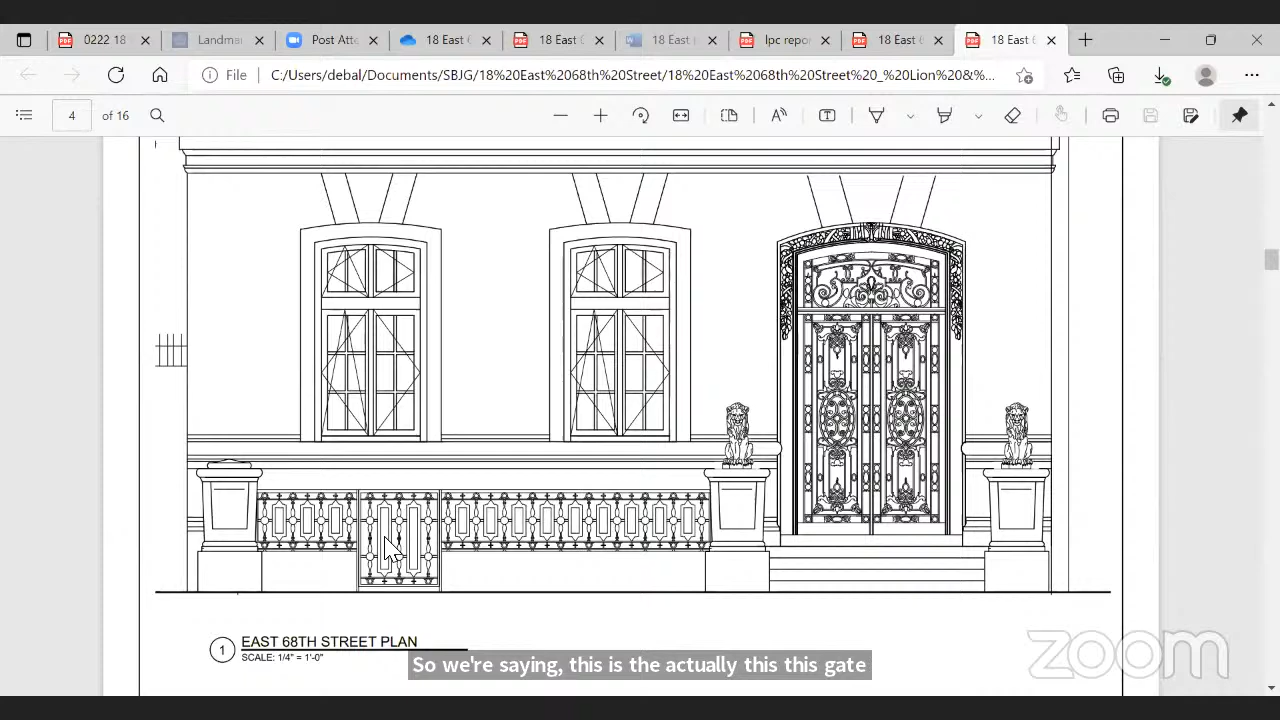 0222 18
Landma
Post Atte
18 East 6
18 East (
18 East
lpc repor
18 East 6
18 East 6
File
C:/Users/debal/Documents/SBJG/18%20East%2068th%20Street/18%20East%2068th%20Street%20_%20Lion%20&%...
4 of 16
1
EAST 68TH STREET PLAN
SCALE: 1/4" = 1'-0"
So we're saying, this is the actually this this gate
zoom